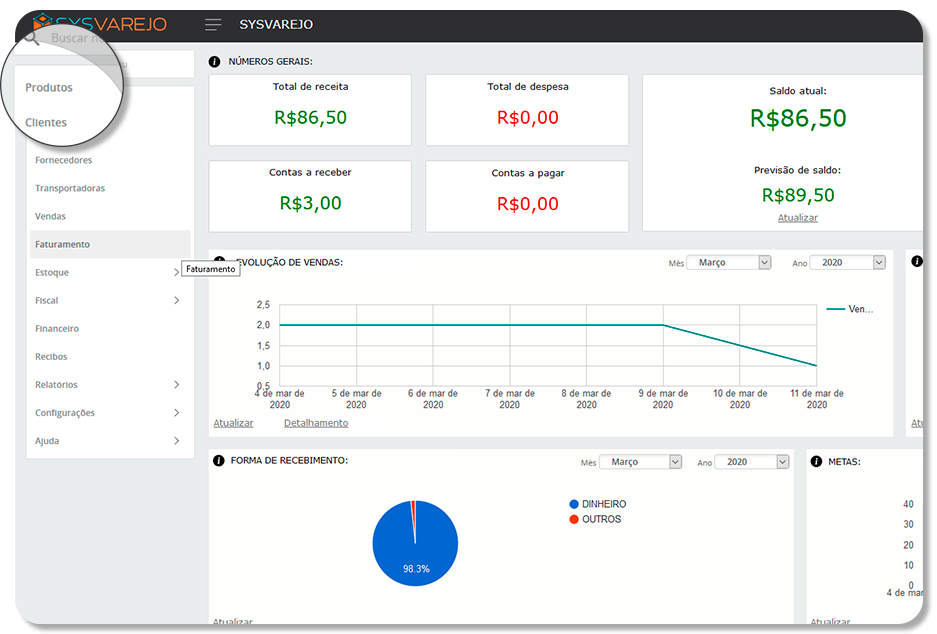 SYSVAREJO
SYSVAREJO
Buscar
Produtos
Clientes
Fornecedores
Transportadoras
Vendas
Faturamento
Estoque
Faturamento
Fiscal
Financeiro
Recibos
Relatórios
Configurações
Ajuda
NÚMEROS GERAIS:
Total de receita
R$86,50
Total de despesa
R$0,00
Contas a receber
R$3,00
Contas a pagar
R$0,00
Saldo atual:
R$86,50
Previsão de saldo:
R$89,50
Atualizar
EVOLUÇÃO DE VENDAS:
Mês Março Ano 2020
2,5
2,0
1,5
1,0
0,5
Ven...
4 de mar de 2020
5 de mar de 2020
6 de mar de 2020
7 de mar de 2020
8 de mar de 2020
9 de mar de 2020
10 de mar de 2020
11 de mar de 2020
Atualizar Detalhamento
FORMA DE RECEBIMENTO:
Mês Março Ano 2020
DINHEIRO
OUTROS
98.3%
Atualizar
METAS:
40
30
20
10
0
4 de mar
Atualizar